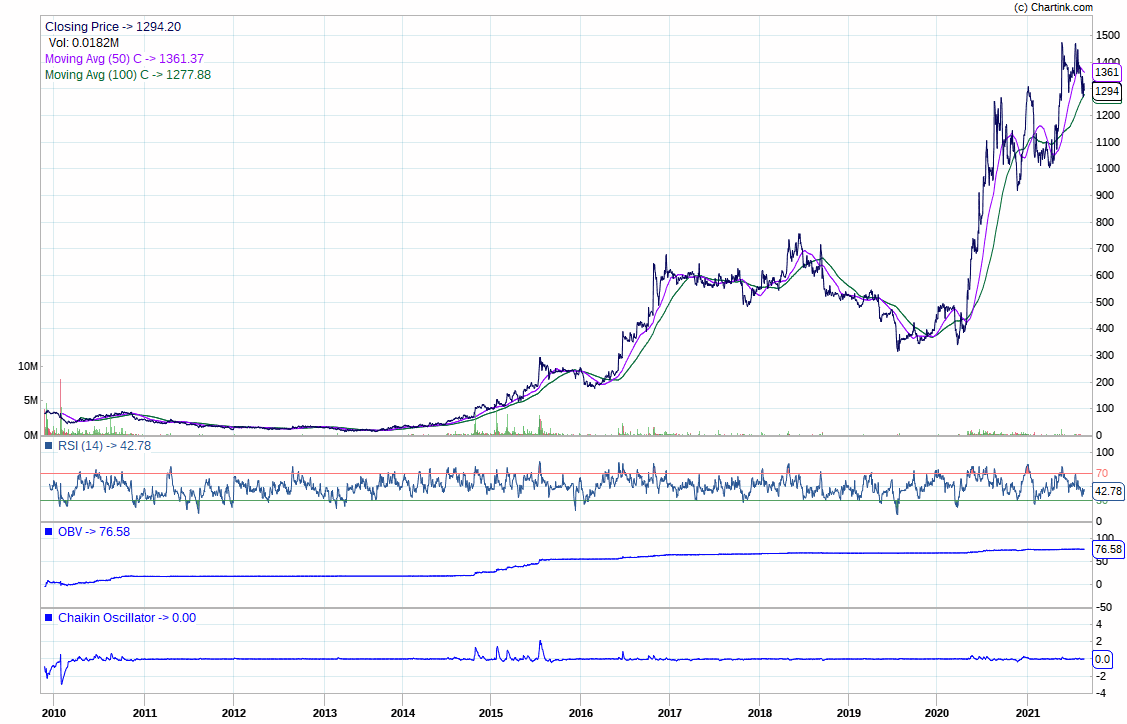 (c) Chartink.com
Closing Price -> 1294.20
Vol: 0.0182M
Moving Avg (50) C -> 1361.37
Moving Avg (100) C -> 1277.88
1500
1400
1361
1294
1200
1100
1000
900
800
700
600
500
400
300
200
100
0
10M
5M
0M
RSI (14) -> 42.78
100
70
42.78
0
OBV -> 76.58
100
76.58
50
0
-50
Chaikin Oscillator -> 0.00
4
2
0.0
-2
-4
2010 2011 2012 2013 2014 2015 2016 2017 2018 2019 2020 2021